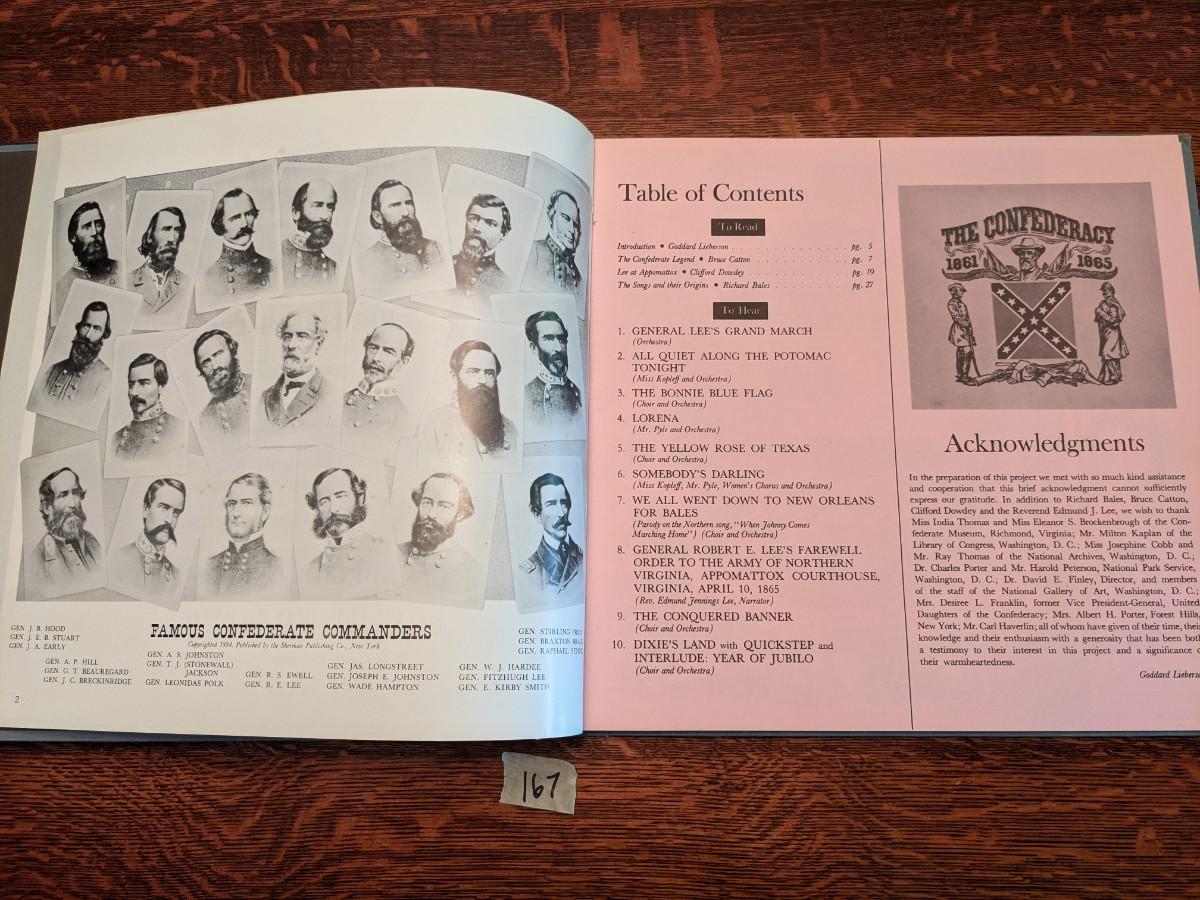 FAMOUS CONFEDERATE COMMANDERS
Copyrighted 1884. Published by the Sherman Publishing Co., New York
GEN. J. B. HOOD
GEN. J. E. B. STUART
GEN. J. A. EARLY
GEN. A. P. HILL
GEN. G. T. BEAUREGARD
GEN. J. C. BRECKINRIDGE
GEN. A. S. JOHNSTON
GEN. T. J. (STONEWALL)
JACKSON
GEN. LEONIDAS POLK
GEN. R. S. EWELL
GEN. R. E. LEE
GEN. JAS. LONGSTREET
GEN. JOSEPH E. JOHNSTON
GEN. WADE HAMPTON
GEN. W. J. HARDEE
GEN. FITZHUGH LEE
GEN. E. KIRBY SMITH
GEN. STIRLING
GEN. BRAXTON
GEN. RAPHAEL
2
Table of Contents
To Read
Introduction • Goddard Lieberson . . . . . . . . . . . . pg. 5
The Confederate Legend • Bruce Catton . . . . . . . . . . pg. 7
Lee at Appomattox • Clifford Dowdey . . . . . . . . . . pg. 19
The Songs and their Origins • Richard Bales . . . . . . . . pg. 27
To Hear
1. GENERAL LEE'S GRAND MARCH
(Orchestra)
2. ALL QUIET ALONG THE POTOMAC
TONIGHT
(Miss Kopleff and Orchestra)
3. THE BONNIE BLUE FLAG
(Choir and Orchestra)
4. LORENA
(Mr. Pyle and Orchestra)
5. THE YELLOW ROSE OF TEXAS
(Choir and Orchestra)
6. SOMEBODY'S DARLING
(Miss Kopleff, Mr. Pyle, Women's Chorus and Orchestra)
7. WE ALL WENT DOWN TO NEW ORLEANS
FOR BALES
(Parody on the Northern song, "When Johnny Comes
Marching Home") (Choir and Orchestra)
8. GENERAL ROBERT E. LEE'S FAREWELL
ORDER TO THE ARMY OF NORTHERN
VIRGINIA, APPOMATTOX COURTHOUSE,
VIRGINIA, APRIL 10, 1865
(Rev. Edmund Jennings Lee, Narrator)
9. THE CONQUERED BANNER
(Choir and Orchestra)
10. DIXIE'S LAND with QUICKSTEP and
INTERLUDE: YEAR OF JUBILO
(Choir and Orchestra)
THE CONFEDERACY
1861 1865
Acknowledgments
In the preparation of this project we met with so much kind assistance
and cooperation that this brief acknowledgment cannot sufficiently
express our gratitude. In addition to Richard Bales, Bruce Catton,
Clifford Dowdey and the Reverend Edmund J. Lee, we wish to thank
Miss India Thomas and Miss Eleanor S. Brockenbrough of the Con-
federate Museum, Richmond, Virginia; Mr. Milton Kaplan of the
Library of Congress, Washington, D. C.; Miss Josephine Cobb and
Mr. Ray Thomas of the National Archives, Washington, D. C.;
Dr. Charles Porter and Mr. Harold Peterson, National Park Service,
Washington, D. C.; Dr. David E. Finley, Director, and members
of the staff of the National Gallery of Art, Washington, D. C.;
Mrs. Desiree L. Franklin, former Vice President-General, United
Daughters of the Confederacy; Mrs. Albert H. Porter, Forest Hills,
New York; Mr. Carl Haverlin; all of whom have given of their time, their
knowledge and their enthusiasm with a generosity that has been both
a testimony to their interest in this project and a significance o
their warmheartedness.
Goddard Lieberso
167